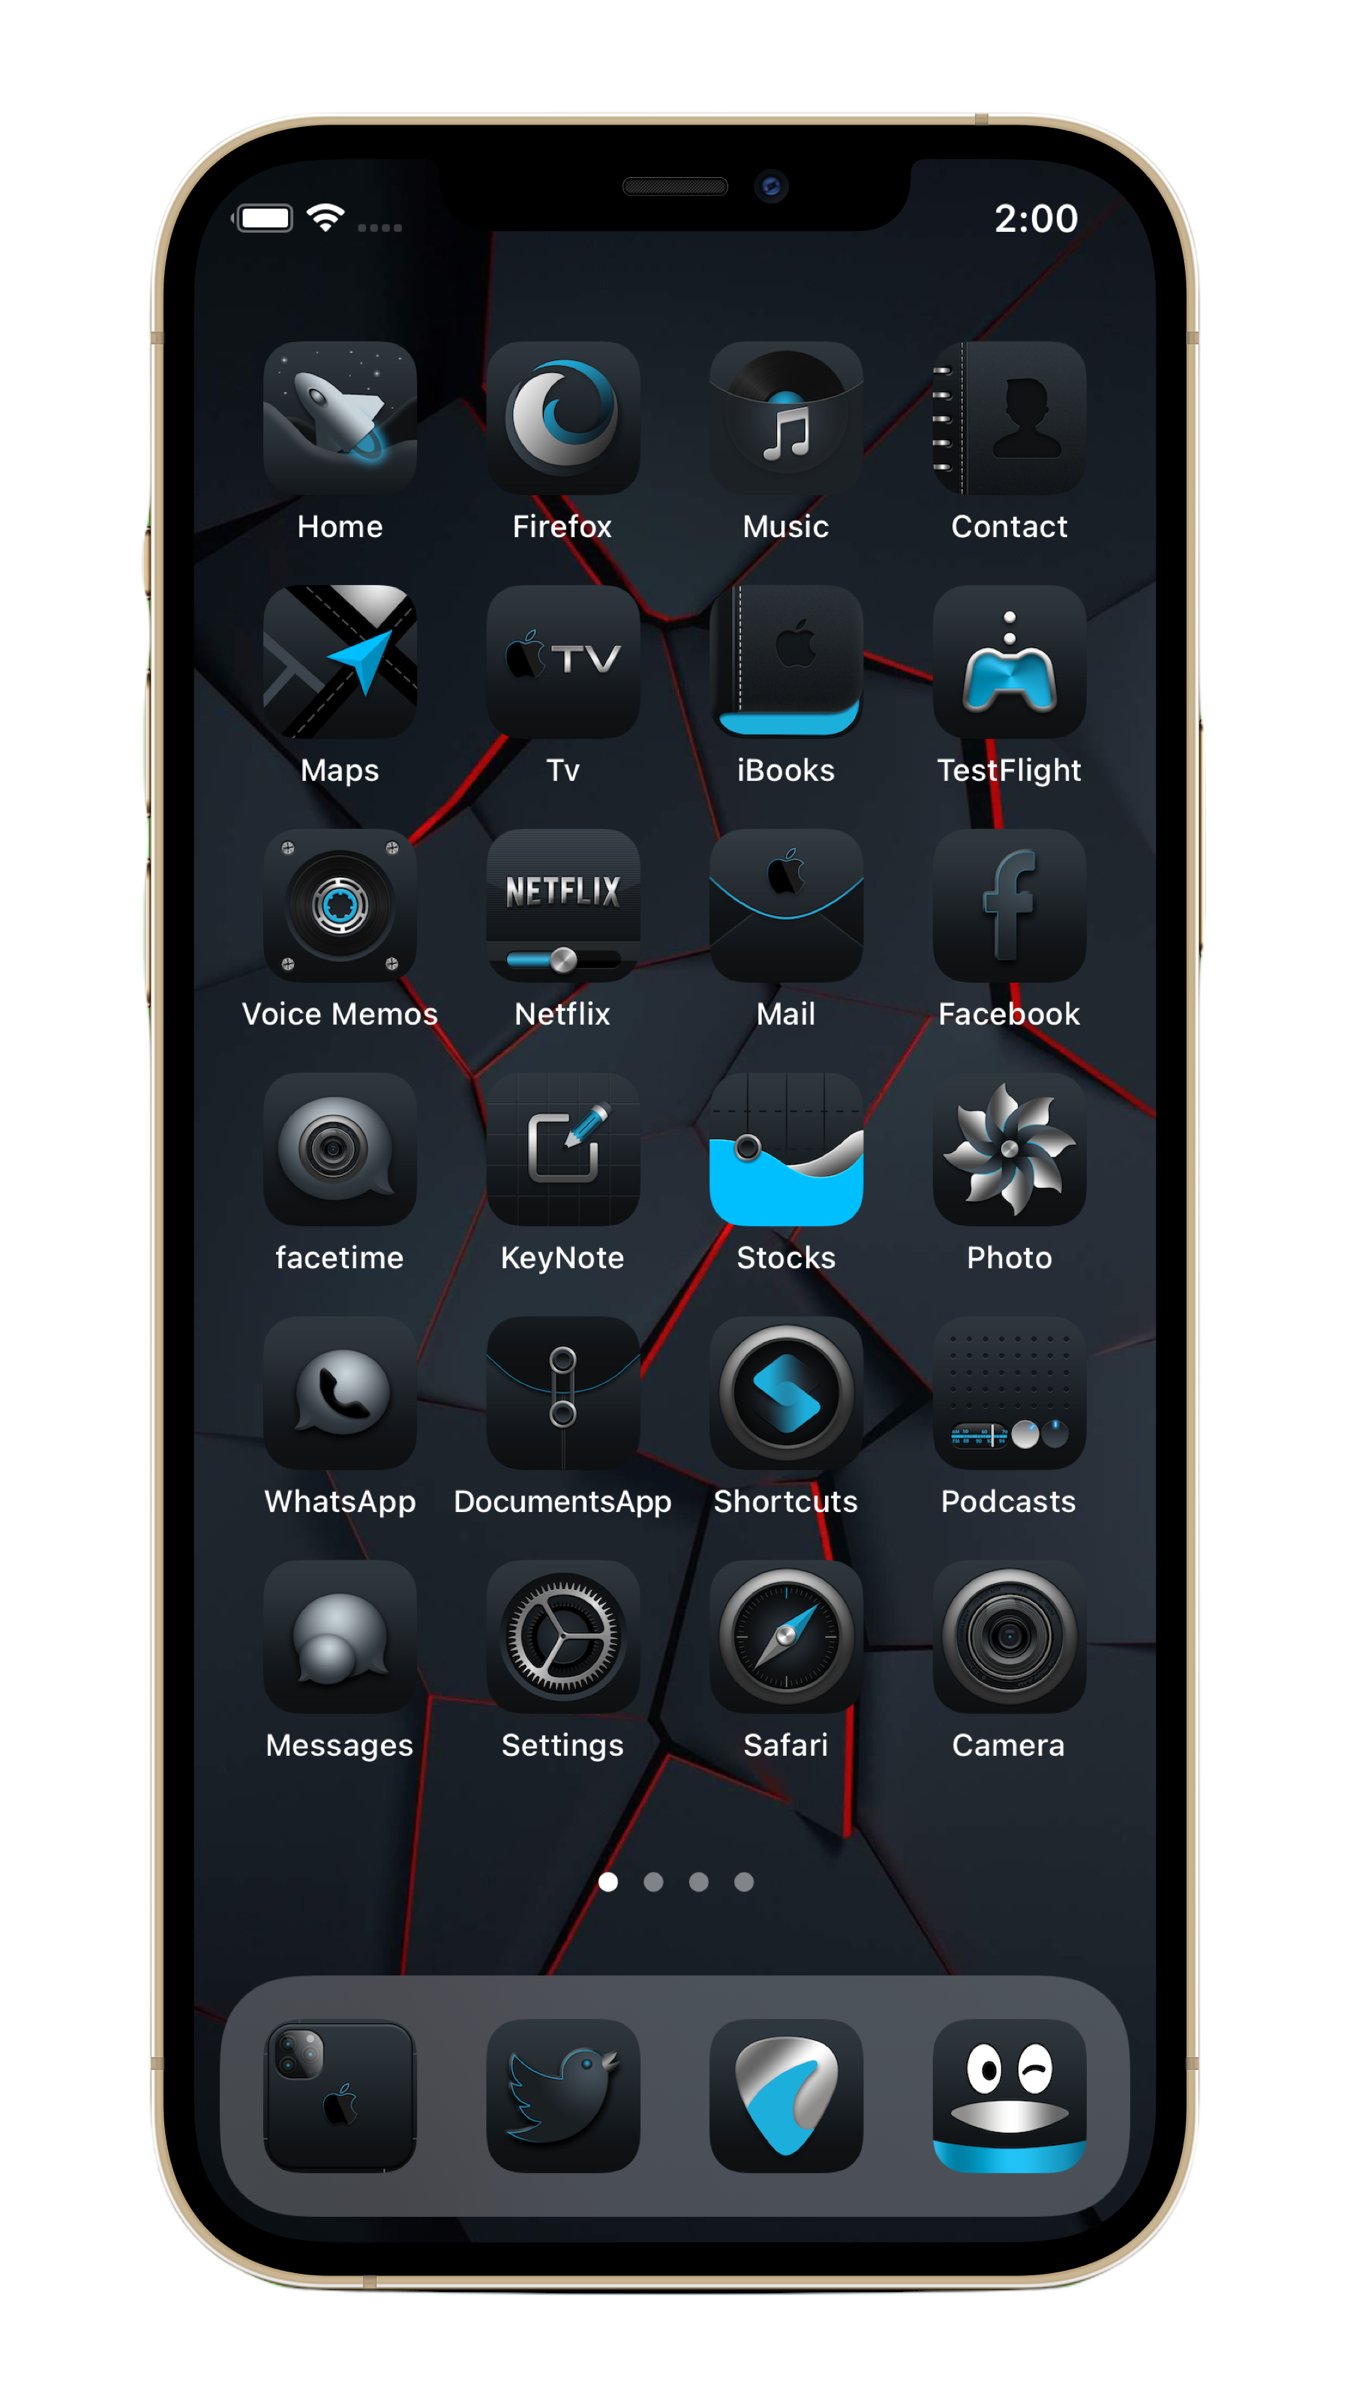 2:00
Home Firefox Music Contact
TV
Maps Tv iBooks TestFlight
NETFLIX
Voice Memos Netflix Mail Facebook
facetime KeyNote Stocks Photo
WhatsApp DocumentsApp Shortcuts Podcasts
Messages Settings Safari Camera